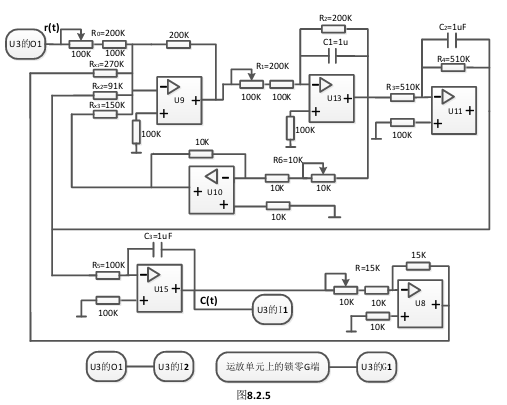 r(t)
U3的O1
R₀=200K
100K
100K
200K
Rx₁=270K
Rx₂=91K
Rx₃=150K
U9
100K
R₁=200K
100K
100K
R₂=200K
C1=1u
U13
100K
C₂=1uF
R₄=510K
R₃=510K
U11
100K
10K
U10
R6=10K
10K
10K
10K
C₃=1uF
R₅=100K
U15
100K
C(t)
U3的I1
R=15K
10K
10K
15K
U8
10K
U3的O1
U3的I2
运放单元上的锁零G端
U3的G1
图8.2.5